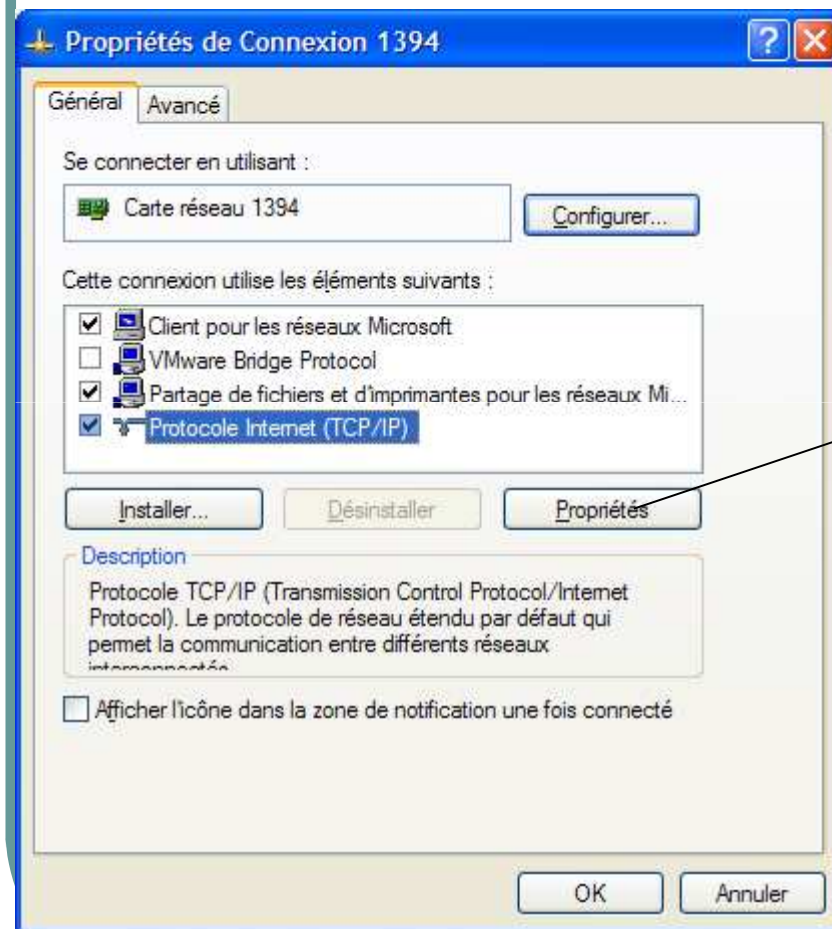 Propriétés de Connexion 1394
Général Avancé
Se connecter en utilisant :
Carte réseau 1394 Configurer...
Cette connexion utilise les éléments suivants :
Client pour les réseaux Microsoft
VMware Bridge Protocol
Partage de fichiers et d'imprimantes pour les réseaux Mi...
Protocole Internet (TCP/IP)
Installer... Désinstaller Propriétés
Description
Protocole TCP/IP (Transmission Control Protocol/Internet
Protocol). Le protocole de réseau étendu par défaut qui
permet la communication entre différents réseaux
Afficher l'icône dans la zone de notification une fois connecté
OK Annuler